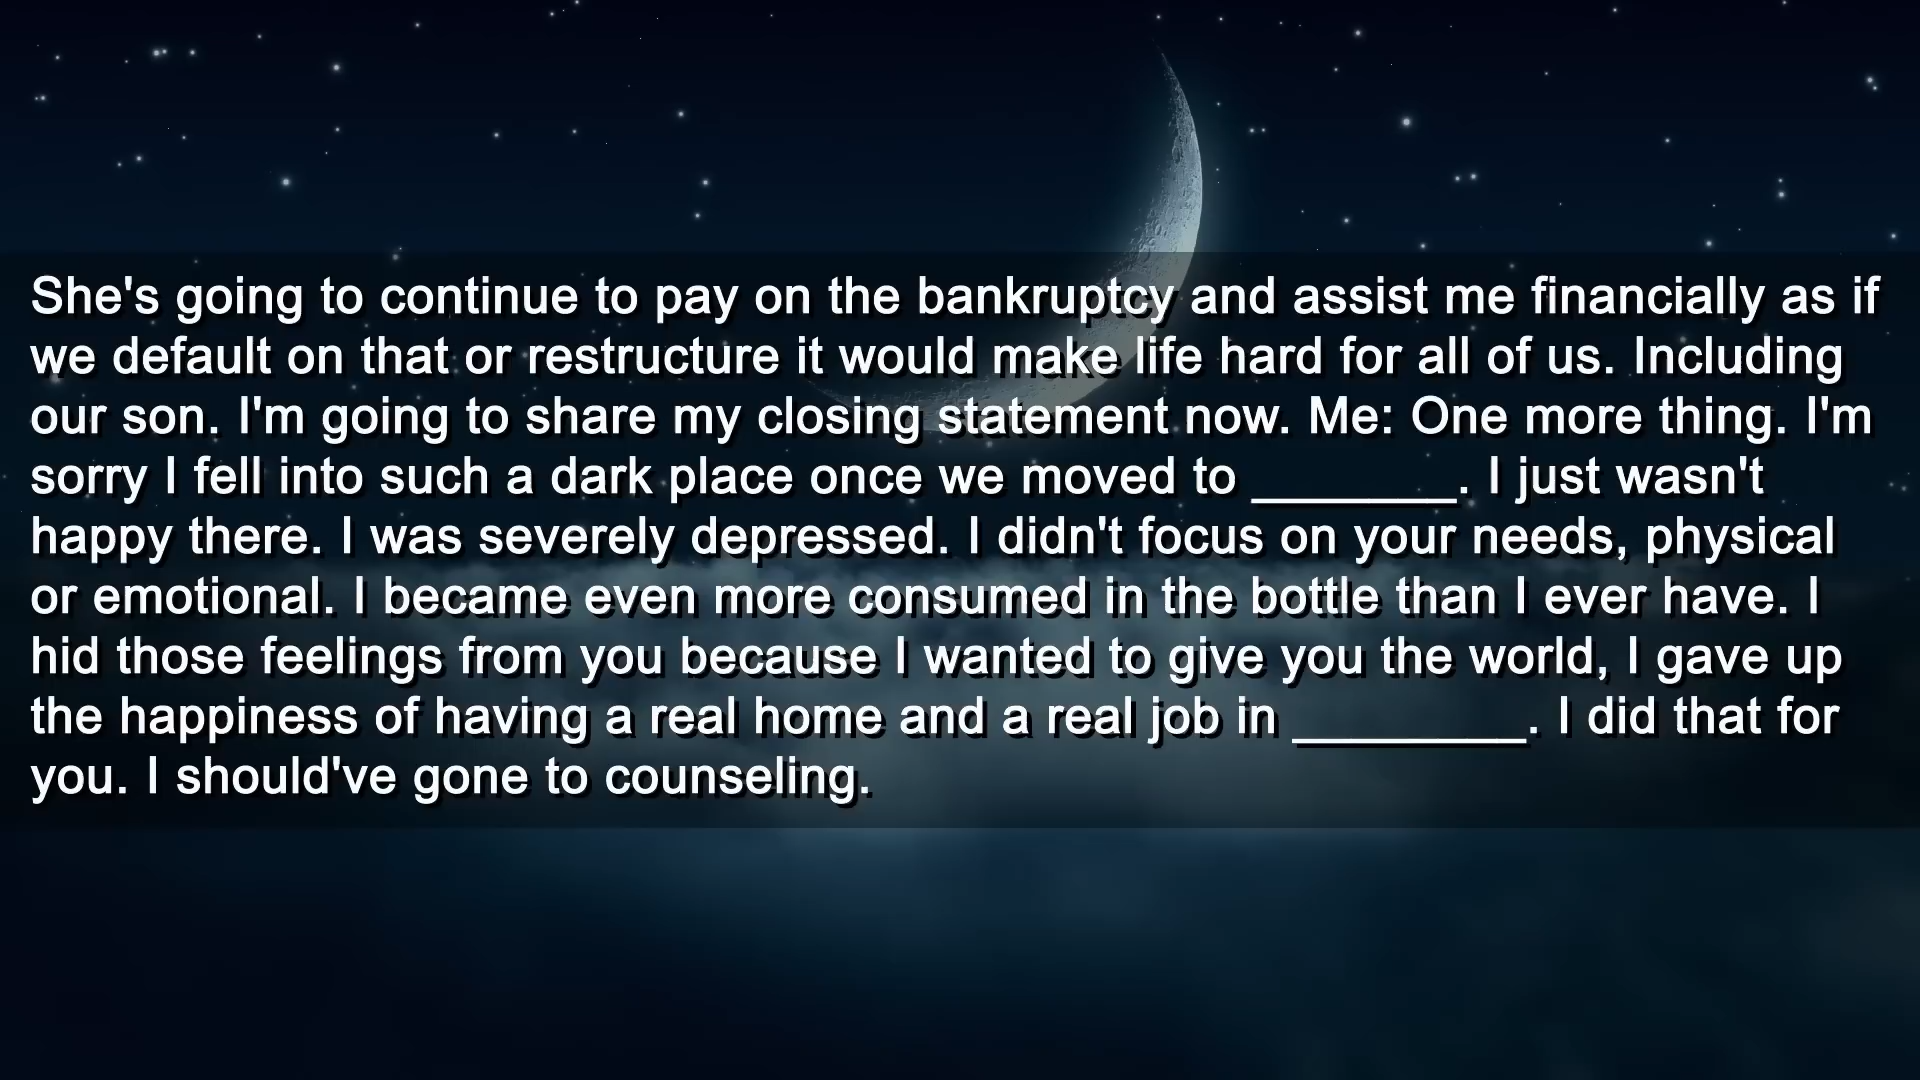 She's going to continue to pay on the bankruptcy and assist me financially as if
we default on that or restructure it would make life hard for all of us. Including
our son. I'm going to share my closing statement now. Me: One more thing. I'm
sorry I fell into such a dark place once we moved to ________. I just wasn't
happy there. I was severely depressed. I didn't focus on your needs, physical
or emotional. I became even more consumed in the bottle than I ever have. I
hid those feelings from you because I wanted to give you the world, I gave up
the happiness of having a real home and a real job in _________. I did that for
you. I should've gone to counseling.